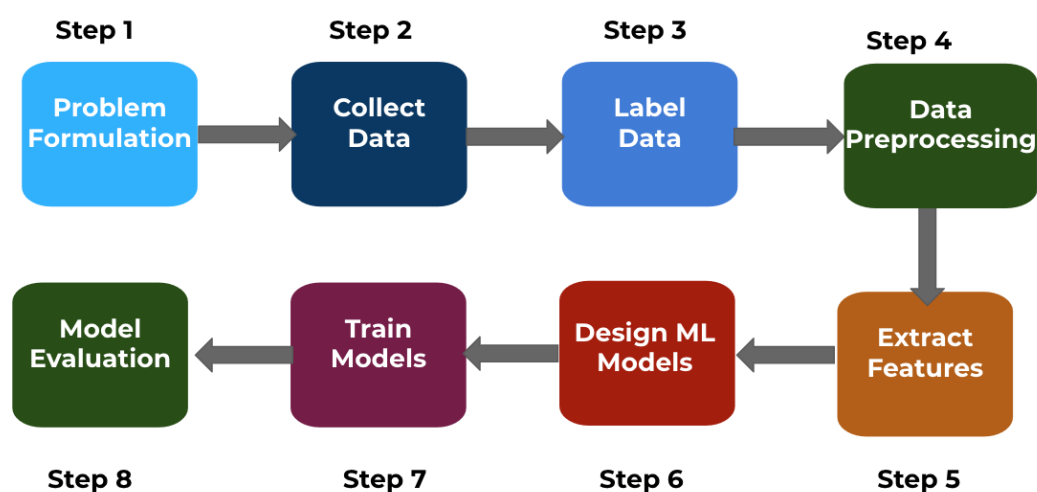 Step 1
Problem
Formulation
Step 2
Collect
Data
Step 3
Label
Data
Step 4
Data
Preprocessing
Extract
Features
Step 5
Design ML
Models
Step 6
Train
Models
Step 7
Model
Evaluation
Step 8